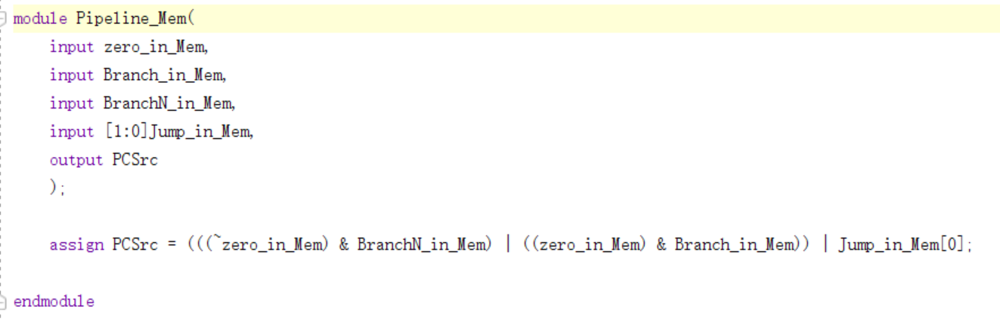 module Pipeline_Mem(
input zero_in_Mem,
input Branch_in_Mem,
input BranchN_in_Mem,
input [1:0]Jump_in_Mem,
output PCSrc
);
assign PCSrc = (((~zero_in_Mem) & BranchN_in_Mem) | ((zero_in_Mem) & Branch_in_Mem)) | Jump_in_Mem[0];
endmodule